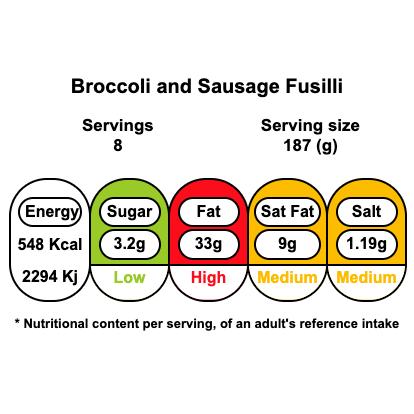 Broccoli and Sausage Fusilli
Servings Serving size
8 187 (g)
Energy Sugar Fat Sat Fat Salt
548 Kcal 3.2g 33g 9g 1.19g
2294 Kj Low High Medium Medium
* Nutritional content per serving, of an adult's reference intake